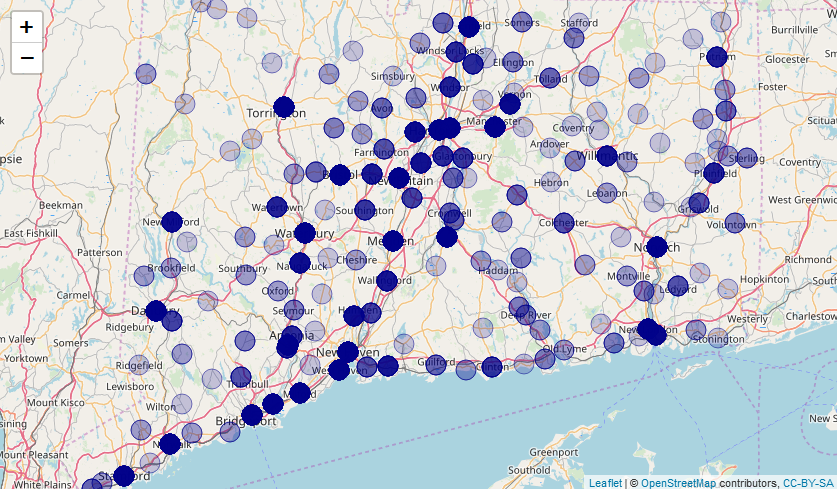 +
−
Somers
Stafford
Burrillville
Windsor Locks
Ellington
Putnam
Glocester
Simsbury
Tolland
Windsor
Foster
Avon
Vernon
Torrington
Scituate
Manchester
Coventry
Andover
Farmington
Glastonbury
Willimantic
Sterling
Coventry
Plainfield
Bristol
New Britain
Hebron
Lebanon
West Greenwich
Beekman
Watertown
Southington
Cromwell
Griswold
East Fishkill
New Milford
Colchester
Voluntown
Waterbury
Meriden
Norwich
Patterson
Cheshire
Richmond
Brookfield
Southbury
Naugatuck
Haddam
Montville
Hopkinton
Carmel
Oxford
Wallingford
Ledyard
Danbury
Seymour
Hamden
Deep River
Charlestown
Ridgebury
Westerly
Ansonia
New London
Yorktown
Somers
New Haven
Old Lyme
Stonington
Ridgefield
West Haven
Guilford
Clinton
Lewisboro
Trumbull
Mount Kisco
Milford
Wilton
Bridgeport
Norwalk
Greenport
Mount Pleasant
Southold
Stamford
White Plains
Leaflet | © OpenStreetMap contributors, CC-BY-SA